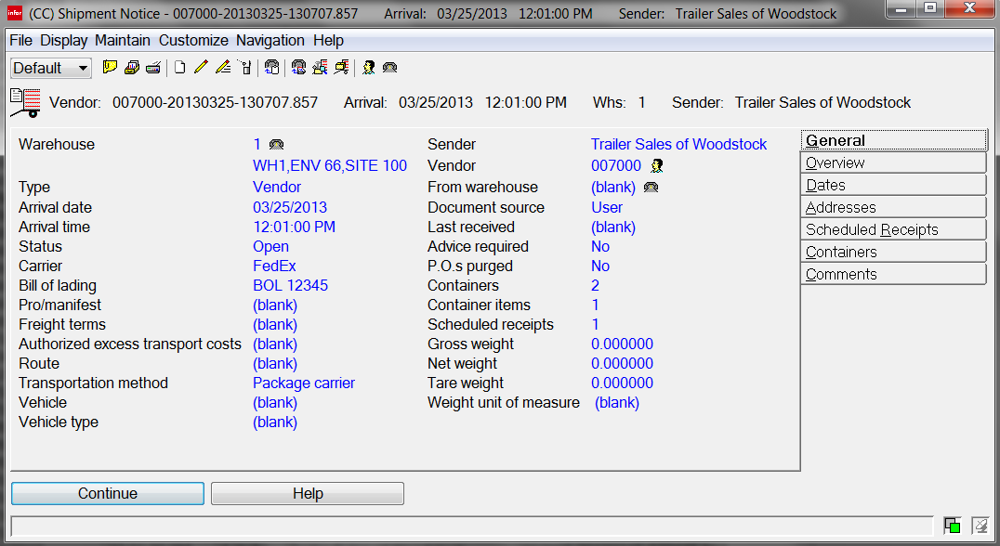 infor (CC) Shipment Notice - 007000-20130325-130707.857 Arrival: 03/25/2013 12:01:00 PM Sender: Trailer Sales of Woodstock
File Display Maintain Customize Navigation Help
Default
Vendor: 007000-20130325-130707.857 Arrival: 03/25/2013 12:01:00 PM Whs: 1 Sender: Trailer Sales of Woodstock
Warehouse 1
WH1,ENV 66,SITE 100
Type Vendor
Arrival date 03/25/2013
Arrival time 12:01:00 PM
Status Open
Carrier FedEx
Bill of lading BOL 12345
Pro/manifest (blank)
Freight terms (blank)
Authorized excess transport costs (blank)
Route (blank)
Transportation method Package carrier
Vehicle (blank)
Vehicle type (blank)
Sender Trailer Sales of Woodstock
Vendor 007000
From warehouse (blank)
Document source User
Last received (blank)
Advice required No
P.O.s purged No
Containers 2
Container items 1
Scheduled receipts 1
Gross weight 0.000000
Net weight 0.000000
Tare weight 0.000000
Weight unit of measure (blank)
General
Overview
Dates
Addresses
Scheduled Receipts
Containers
Comments
Continue Help